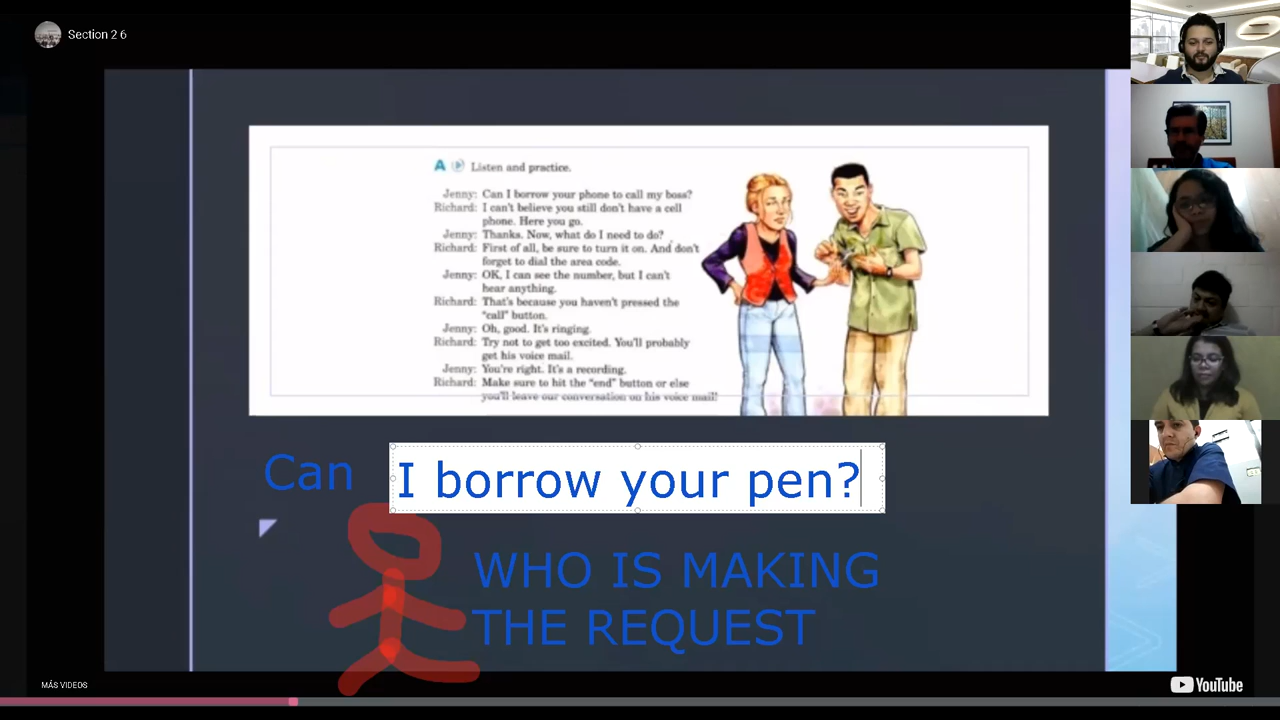 Section 2 6
A Listen and practice.
Jenny: Can I borrow your phone to call my boss?
Richard: I can't believe you still don't have a cell
phone. Here you go.
Jenny: Thanks. Now, what do I need to do?
Richard: First of all, be sure to turn it on. And don't
forget to dial the area code.
Jenny: OK, I can see the number, but I can't
hear anything.
Richard: That's because you haven't pressed the
"call" button.
Jenny: Oh, good. It's ringing.
Richard: Try not to get too excited. You'll probably
get his voice mail.
Jenny: You're right. It's a recording.
Richard: Make sure to hit the "end" button or else
you'll leave our conversation on his voice mail!
Can I borrow your pen?
WHO IS MAKING
THE REQUEST
MÁS VIDEOS
YouTube